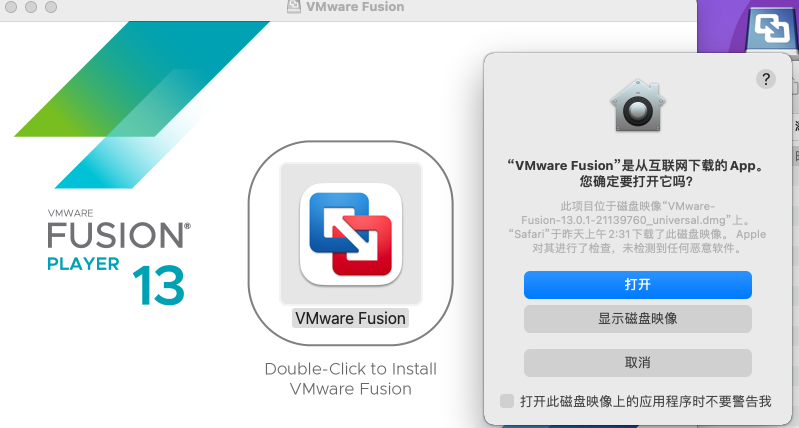 VMware Fusion
VMWARE
FUSION®
PLAYER
13
VMware Fusion
Double-Click to Install
VMware Fusion
?
“VMware Fusion”是从互联网下载的 App。
您确定要打开它吗？
此项目位于磁盘映像“VMware-
Fusion-13.0.1-21139760_universal.dmg”上。
“Safari”于昨天上午 2:31下载了此磁盘映像。 Apple
对其进行了检查，未检测到任何恶意软件。
打开
显示磁盘映像
取消
打开此磁盘映像上的应用程序时不要警告我